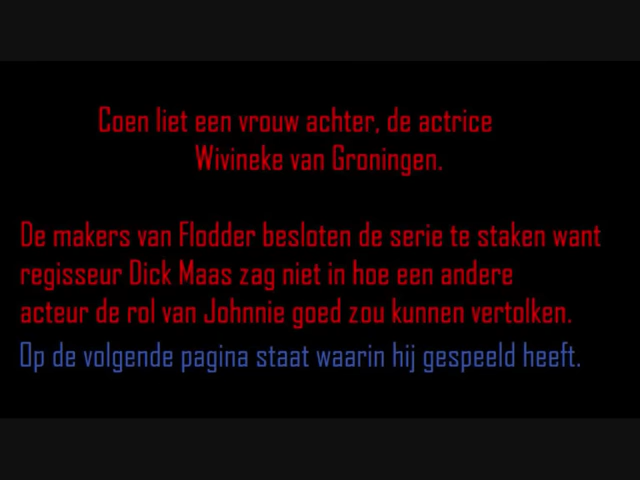 Coen liet een vrouw achter, de actrice
Wivineke van Groningen.
De makers van Flodder besloten de serie te staken want
regisseur Dick Maas zag niet in hoe een andere
acteur de rol van Johnnie goed zou kunnen vertolken.
Op de volgende pagina staat waarin hij gespeeld heeft.